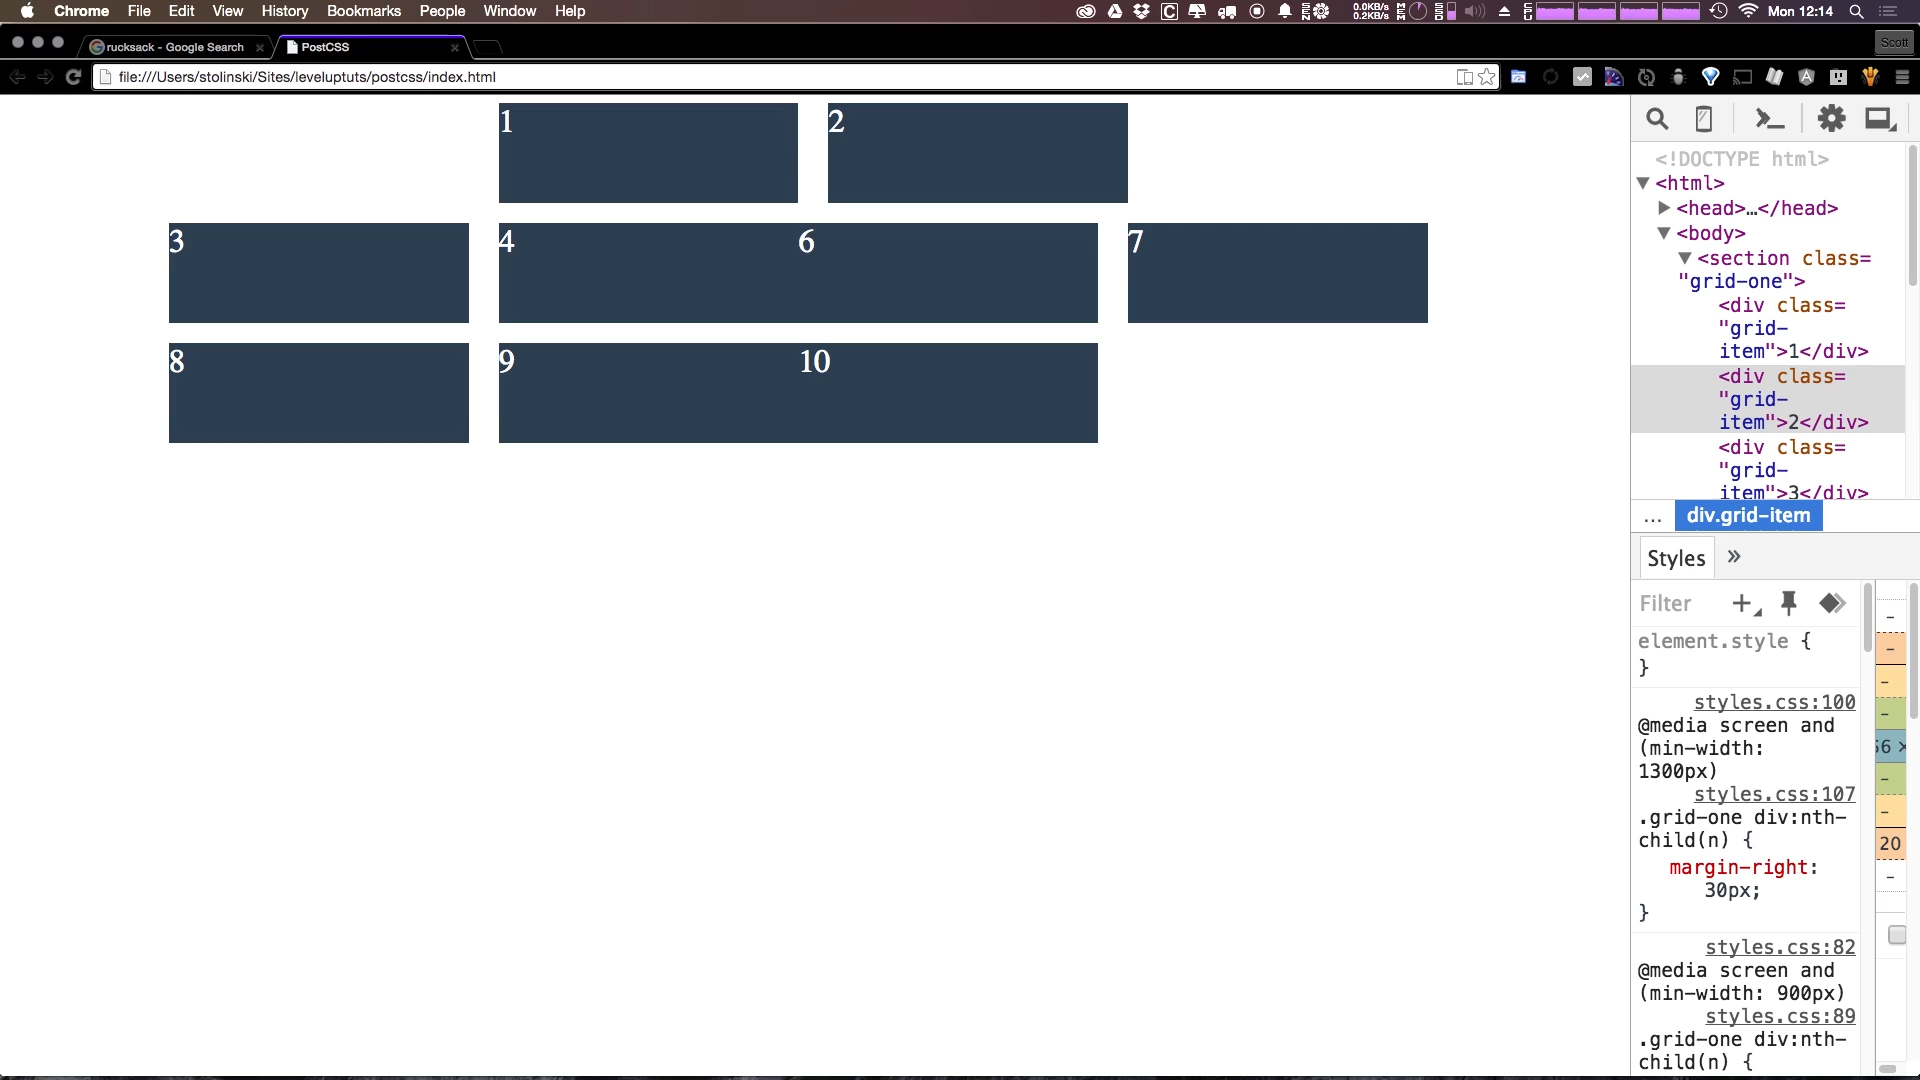 Chrome File Edit View History Bookmarks People Window Help
0.0KB/s
0.2KB/s
Mon 12:14
rucksack - Google Search
PostCSS
Scott
file:///Users/stolinski/Sites/leveluptuts/postcss/index.html
1
2
3
4
6
7
8
9
10
<!DOCTYPE html>
<html>
<head>…</head>
<body>
<section class=
"grid-one">
<div class=
"grid-
item">1</div>
<div class=
"grid-
item">2</div>
<div class=
"grid-
item">3</div>
...
div.grid-item
Styles »
Filter
element.style {
}
styles.css:100
@media screen and
(min-width:
1300px)
styles.css:107
.grid-one div:nth-
child(n) {
margin-right:
30px;
}
styles.css:82
@media screen and
(min-width: 900px)
styles.css:89
.grid-one div:nth-
child(n) {
-
-
-
-
-
-
20
-